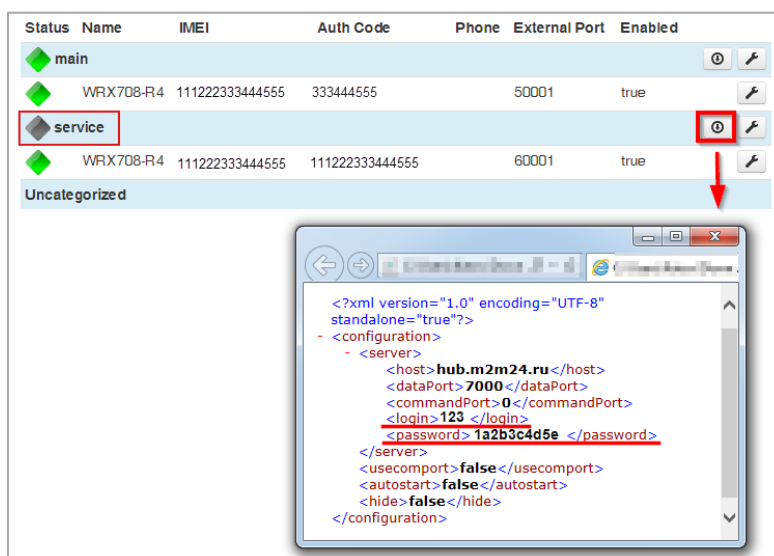 Status Name IMEI Auth Code Phone External Port Enabled
main
WRX708-R4 111222333444555 333444555 50001 true
service
WRX708-R4 111222333444555 111222333444555 60001 true
Uncategorized
<?xml version="1.0" encoding="UTF-8"
standalone="true"?>
- <configuration>
- <server>
<host>hub.m2m24.ru</host>
<dataPort>7000</dataPort>
<commandPort>0</commandPort>
<login>123 </login>
<password> 1a2b3c4d5e </password>
</server>
<usecomport>false</usecomport>
<autostart>false</autostart>
<hide>false</hide>
</configuration>